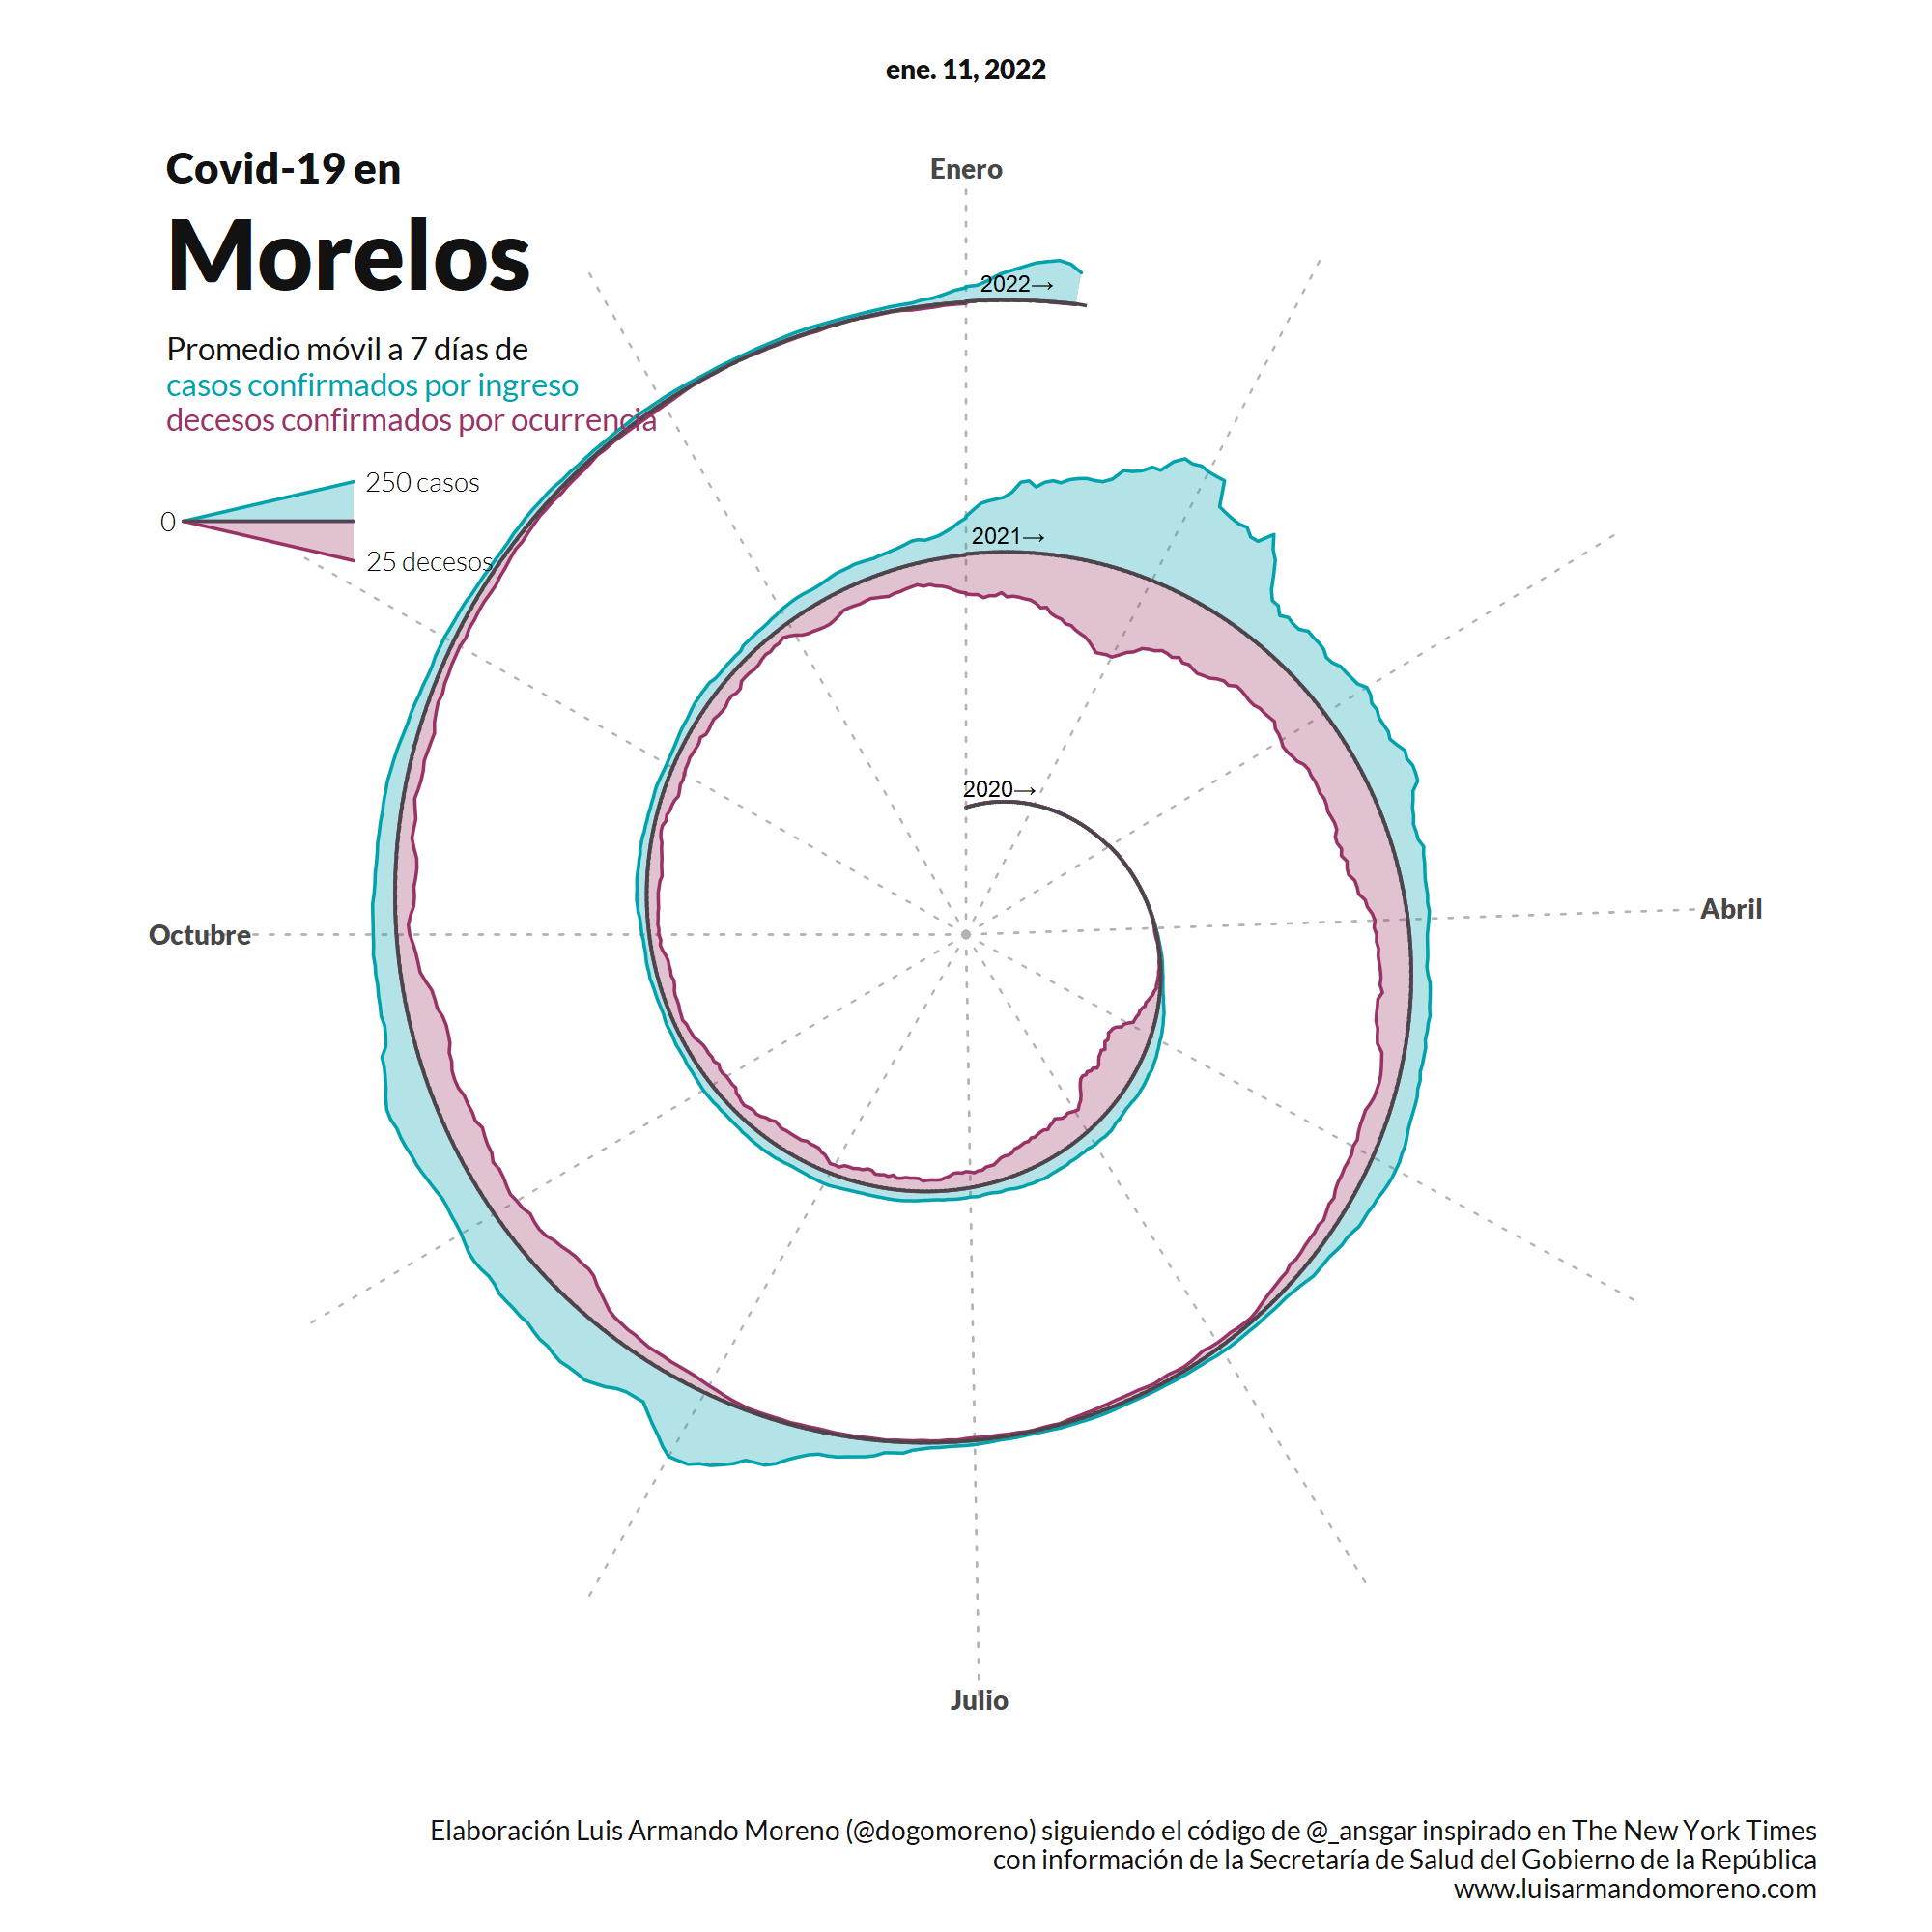 ene. 11, 2022
Covid-19 en
Morelos
Promedio móvil a 7 días de
casos confirmados por ingreso
decesos confirmados por ocurrencia
250 casos
0
25 decesos
Enero
2022→
2021→
2020→
Abril
Octubre
Julio
Elaboración Luis Armando Moreno (@dogomoreno) siguiendo el código de @_ansgar inspirado en The New York Times
con información de la Secretaría de Salud del Gobierno de la República
www.luisarmandomoreno.com